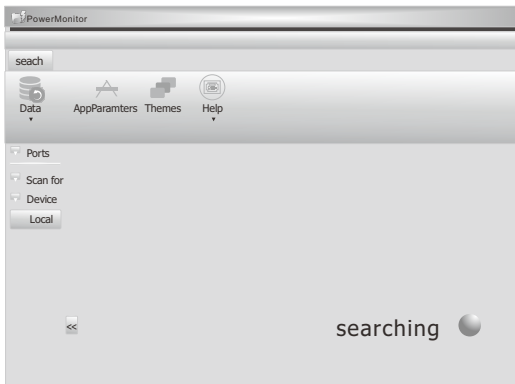 PowerMonitor
seach
Data
AppParamters
Themes
Help
Ports
Scan for
Device
Local
<<
searching